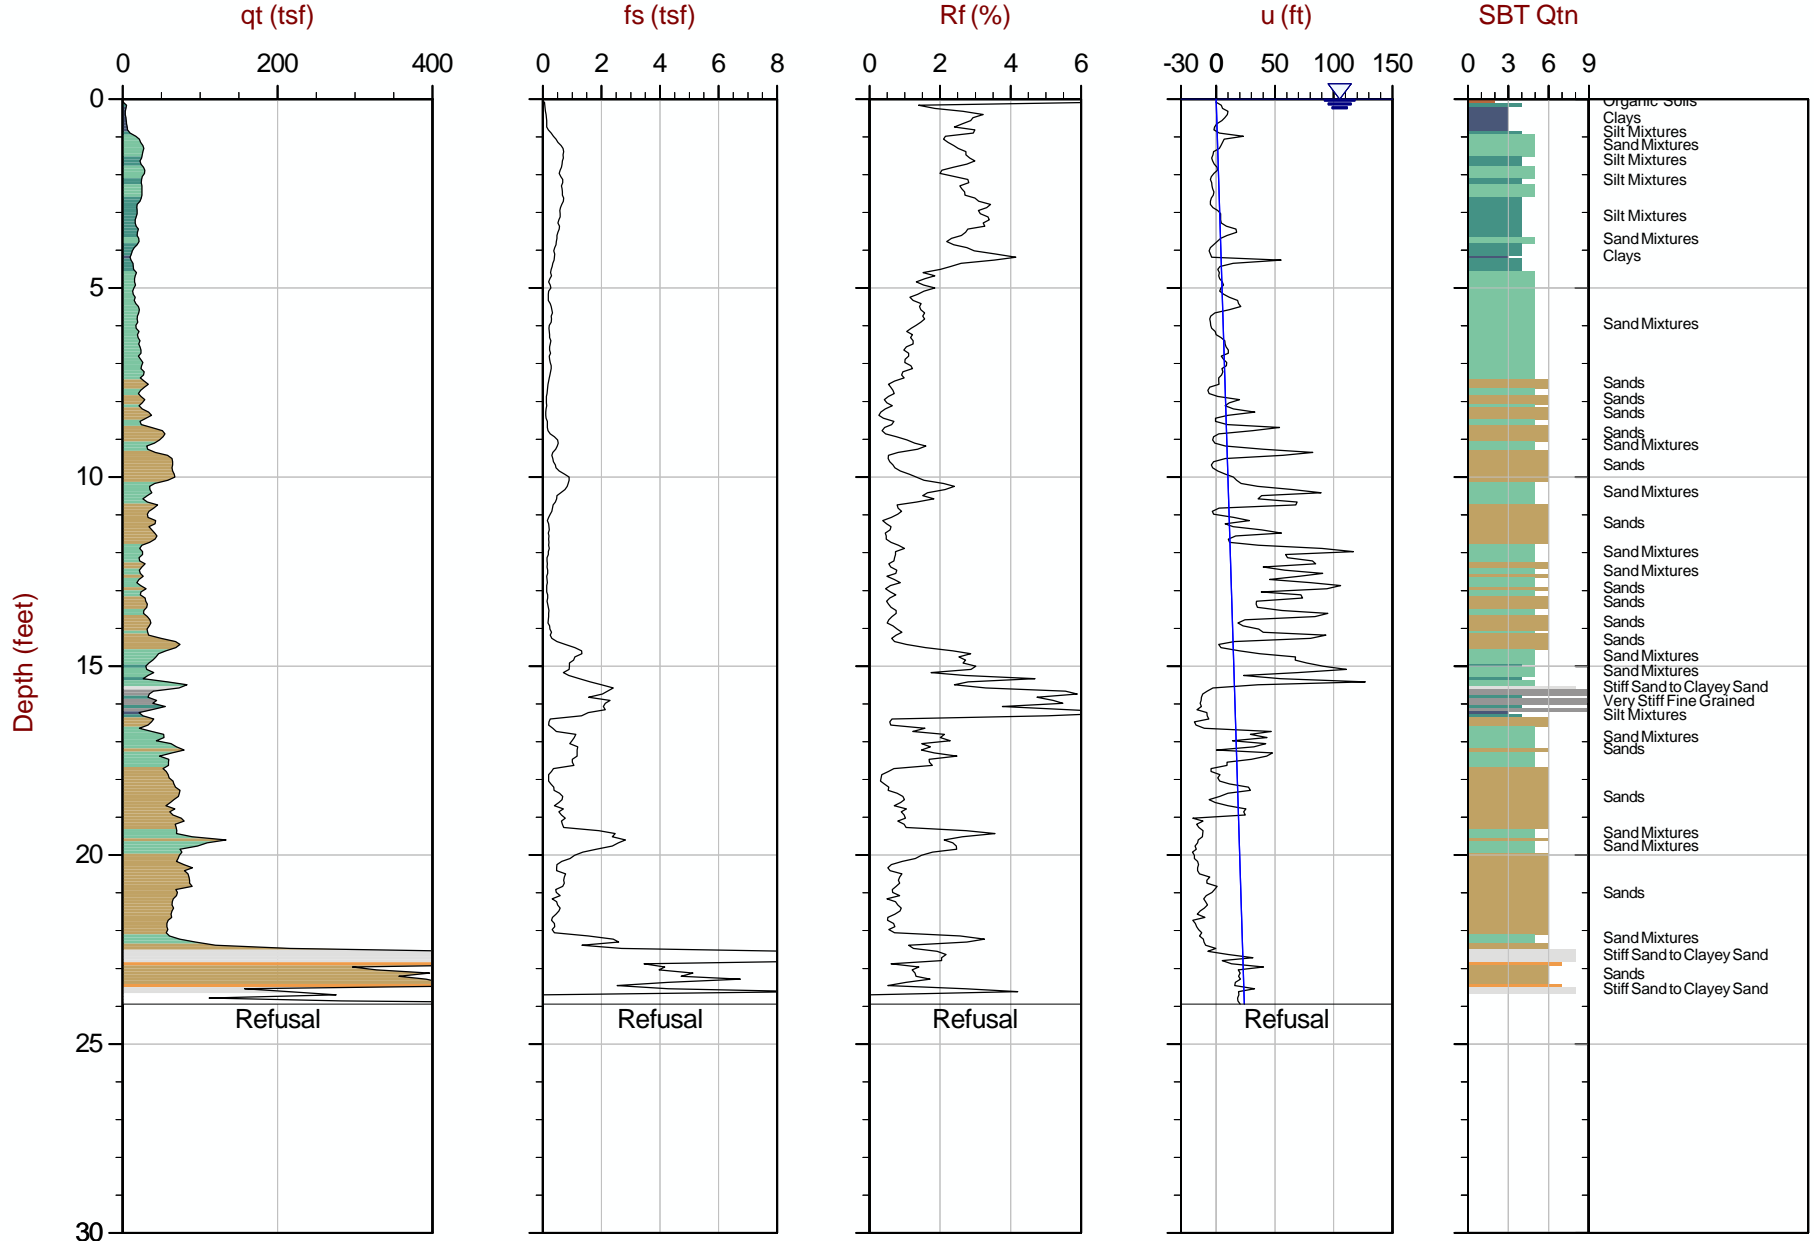 qt (tsf) fs (tsf) Rf (%) u (ft) SBT Qtn
0 200 400 0 2 4 6 8 0 2 4 6 -30 0 50 100 150 0 3 6 9
0
Organic Soils
Clays
Silt Mixtures
Sand Mixtures
Silt Mixtures
Silt Mixtures
Silt Mixtures
Sand Mixtures
Clays
5
Sand Mixtures
Sands
Sands
Sands
Sands
Sand Mixtures
Sands
10
Sand Mixtures
Sands
Sand Mixtures
Sand Mixtures
Sands
Sands
Sands
Sands
Sand Mixtures
15
Sand Mixtures
Stiff Sand to Clayey Sand
Very Stiff Fine Grained
Silt Mixtures
Sand Mixtures
Sands
Sands
Sand Mixtures
Sand Mixtures
20
Sands
Sand Mixtures
Stiff Sand to Clayey Sand
Sands
Stiff Sand to Clayey Sand
Refusal Refusal Refusal Refusal
25
30
Depth (feet)